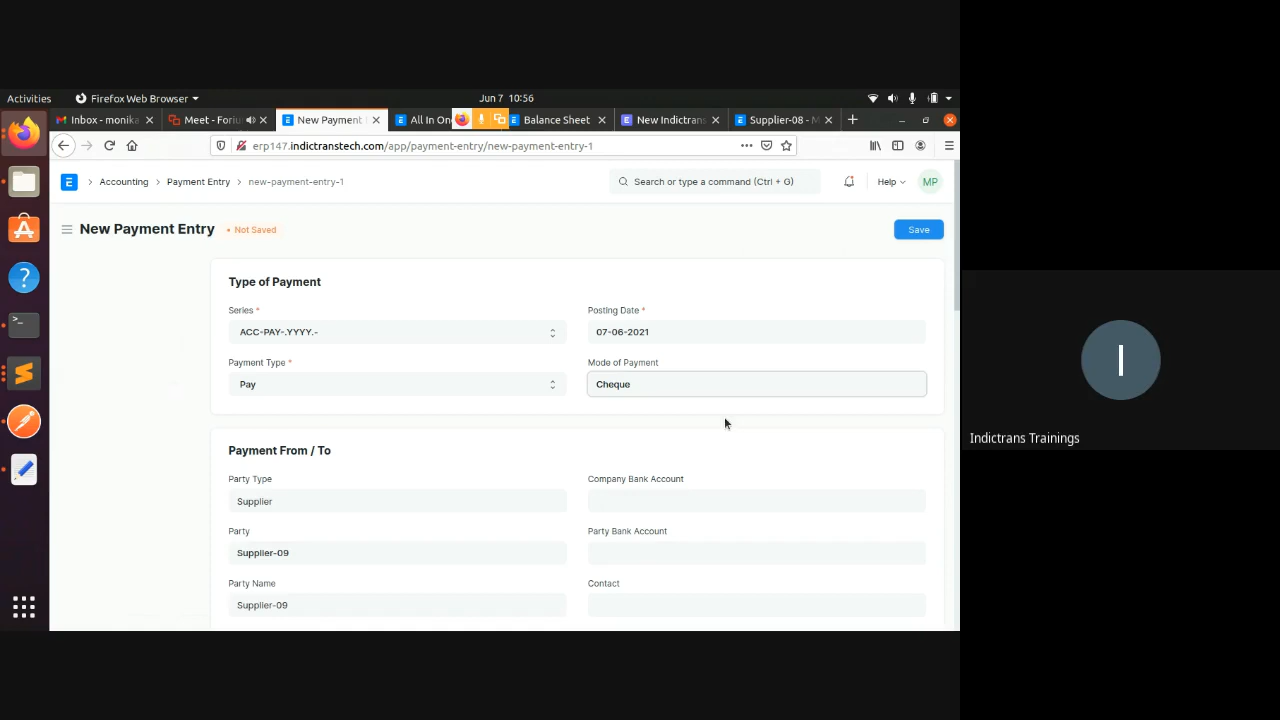 Activities
Firefox Web Browser
Jun 7 10:56
Inbox - monika
Meet - Foriu
New Payment
All In On
Balance Sheet
New Indictrans
Supplier-08 - M
erp147.indictranstech.com/app/payment-entry/new-payment-entry-1
E
Accounting
Payment Entry
new-payment-entry-1
Search or type a command (Ctrl + G)
Help
MP
New Payment Entry
• Not Saved
Save
Type of Payment
Series *
ACC-PAY-.YYYY.-
Posting Date *
07-06-2021
Payment Type *
Pay
Mode of Payment
Cheque
Payment From / To
Party Type
Supplier
Company Bank Account
Party
Supplier-09
Party Bank Account
Party Name
Supplier-09
Contact
I
Indictrans Trainings